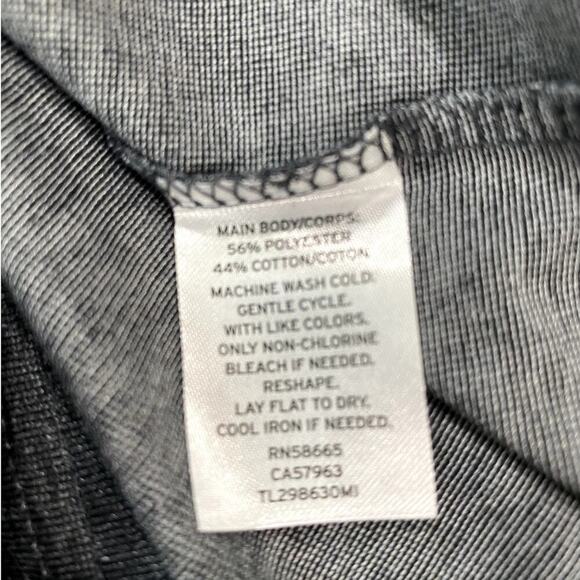 MAIN BODY/CORPS:
56% POLYESTER
44% COTTON/COTON
MACHINE WASH COLD.
GENTLE CYCLE.
WITH LIKE COLORS.
ONLY NON-CHLORINE
BLEACH IF NEEDED.
RESHAPE.
LAY FLAT TO DRY.
COOL IRON IF NEEDED.
RN58665
CA57963
TL298630MI